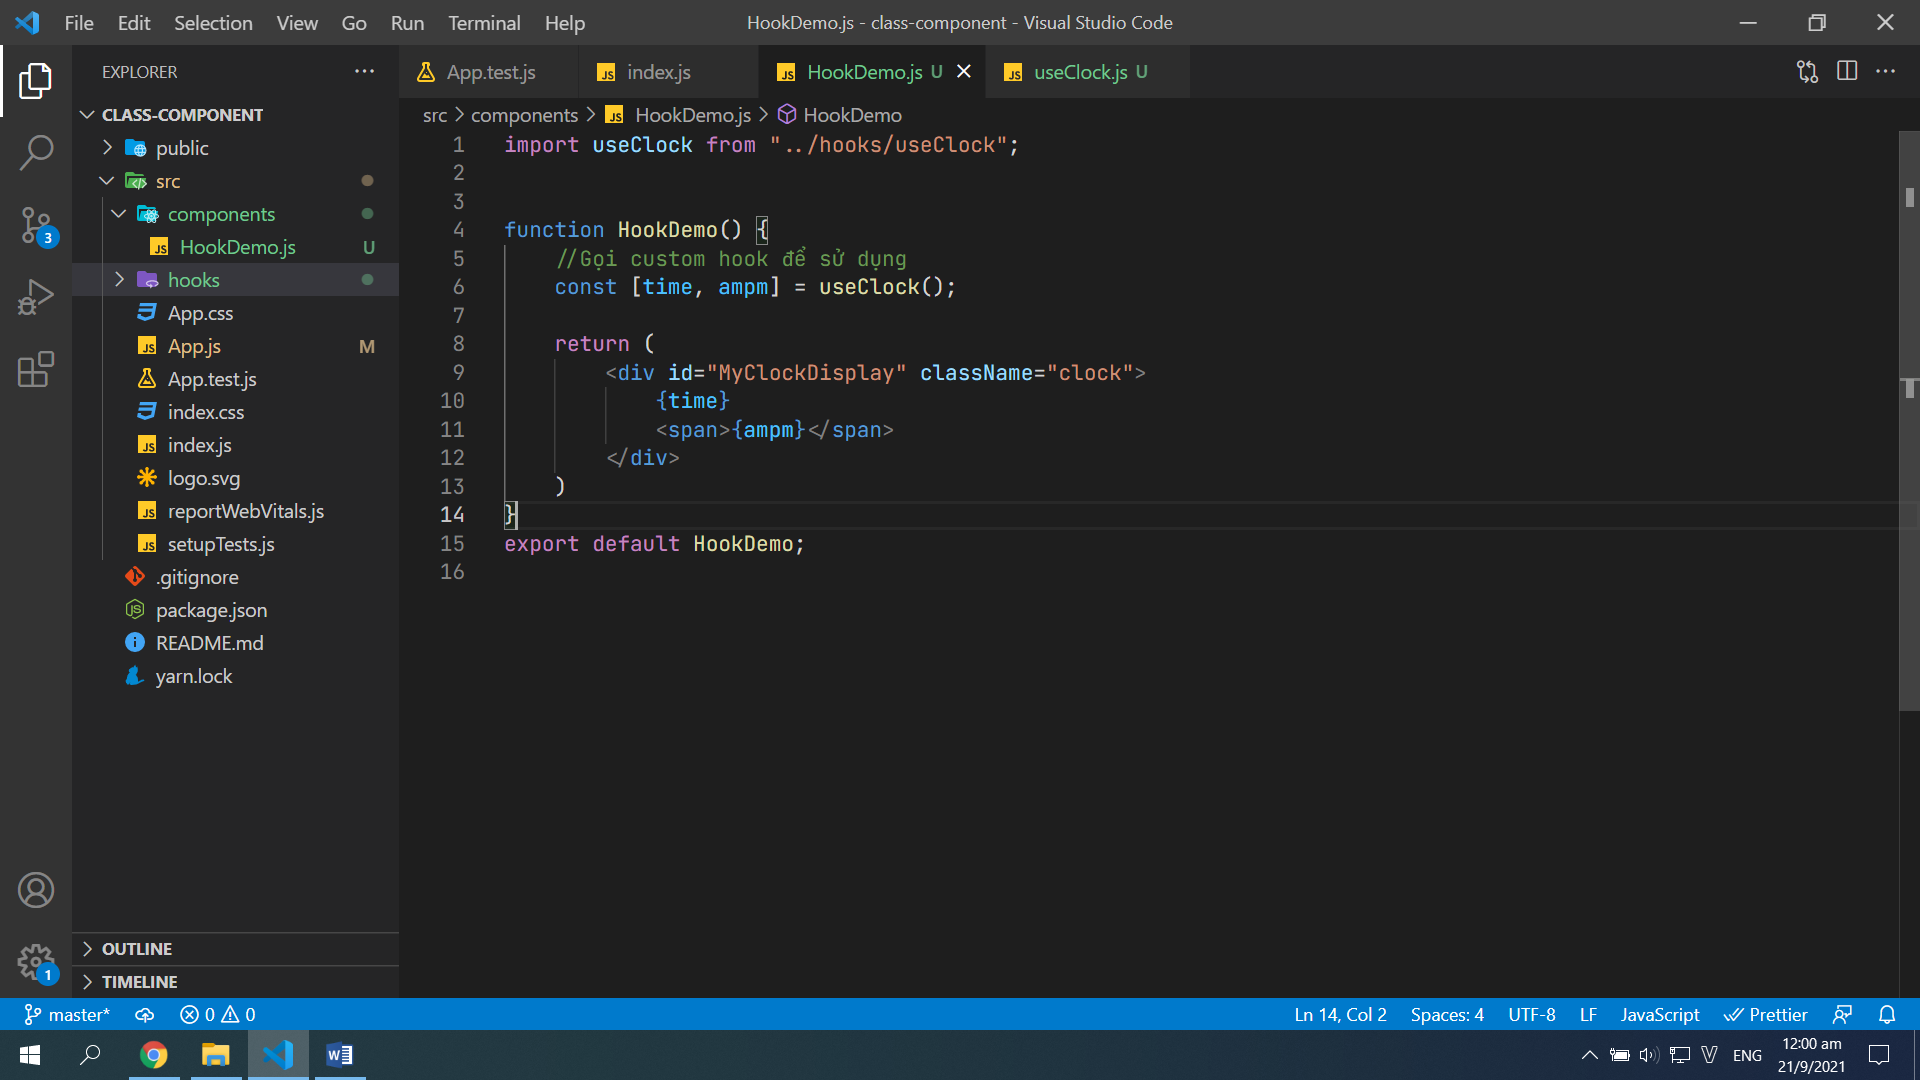 File Edit Selection View Go Run Terminal Help
HookDemo.js - class-component - Visual Studio Code
EXPLORER
CLASS-COMPONENT
public
src
components
HookDemo.js U
hooks
App.css
App.js M
App.test.js
index.css
index.js
logo.svg
reportWebVitals.js
setupTests.js
.gitignore
package.json
README.md
yarn.lock
OUTLINE
TIMELINE
3
1
App.test.js index.js HookDemo.js U useClock.js U
src > components > JS HookDemo.js > HookDemo
1 import useClock from "../hooks/useClock";
2
3
4 function HookDemo() {
5 //Gọi custom hook để sử dụng
6 const [time, ampm] = useClock();
7
8 return (
9 <div id="MyClockDisplay" className="clock">
10 {time}
11 <span>{ampm}</span>
12 </div>
13 )
14 }
15 export default HookDemo;
16
master* 0 0 Ln 14, Col 2 Spaces: 4 UTF-8 LF JavaScript Prettier
ENG
12:00 am
21/9/2021